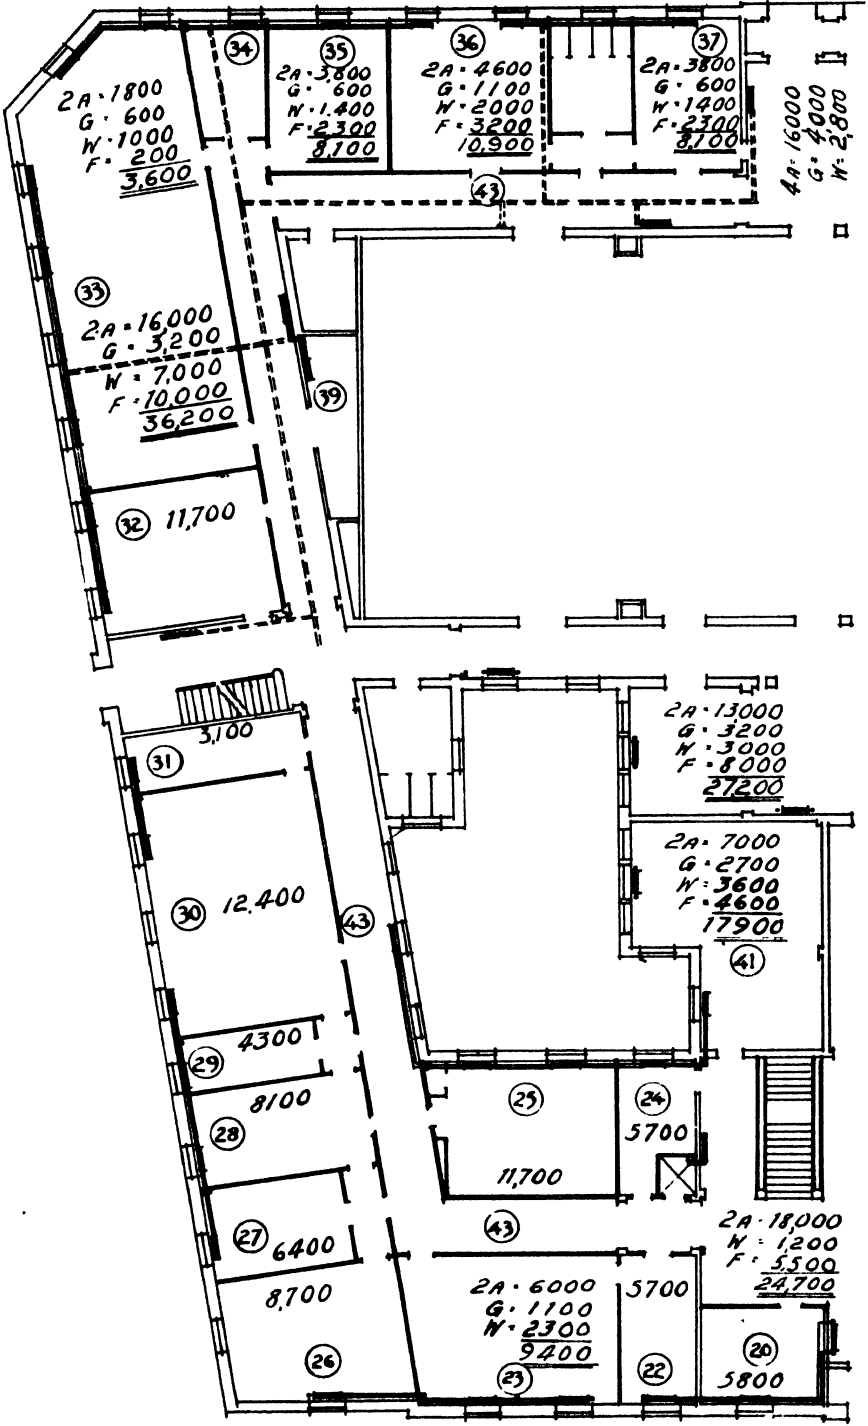 34
35
36
37
2A = 3,800
G = 600
W = 1.400
F = 2300
8,100
2A = 4600
G = 1100
W = 2000
F = 3200
10,900
2A = 3800
G = 600
W = 1400
F = 2300
8,100
4A = 16000
G = 4000
W = 2,800
2A = 1800
G = 600
W = 1000
F = 200
3,600
43
33
2A = 16,000
G = 3,200
W = 7,000
F = 10,000
36,200
39
32 11,700
3,100
31
2A = 13,000
G = 3200
W = 3000
F = 8000
27,200
2A = 7000
G = 2700
W = 3600
F = 4600
17900
41
30 12,400
43
4300
29
8100
28
25
11,700
24
5700
27
6400
43
2A = 18,000
W = 1,200
F = 5,500
24,700
8,700
26
2A = 6000
G = 1100
W = 2300
9400
23
5700
22
20
5800